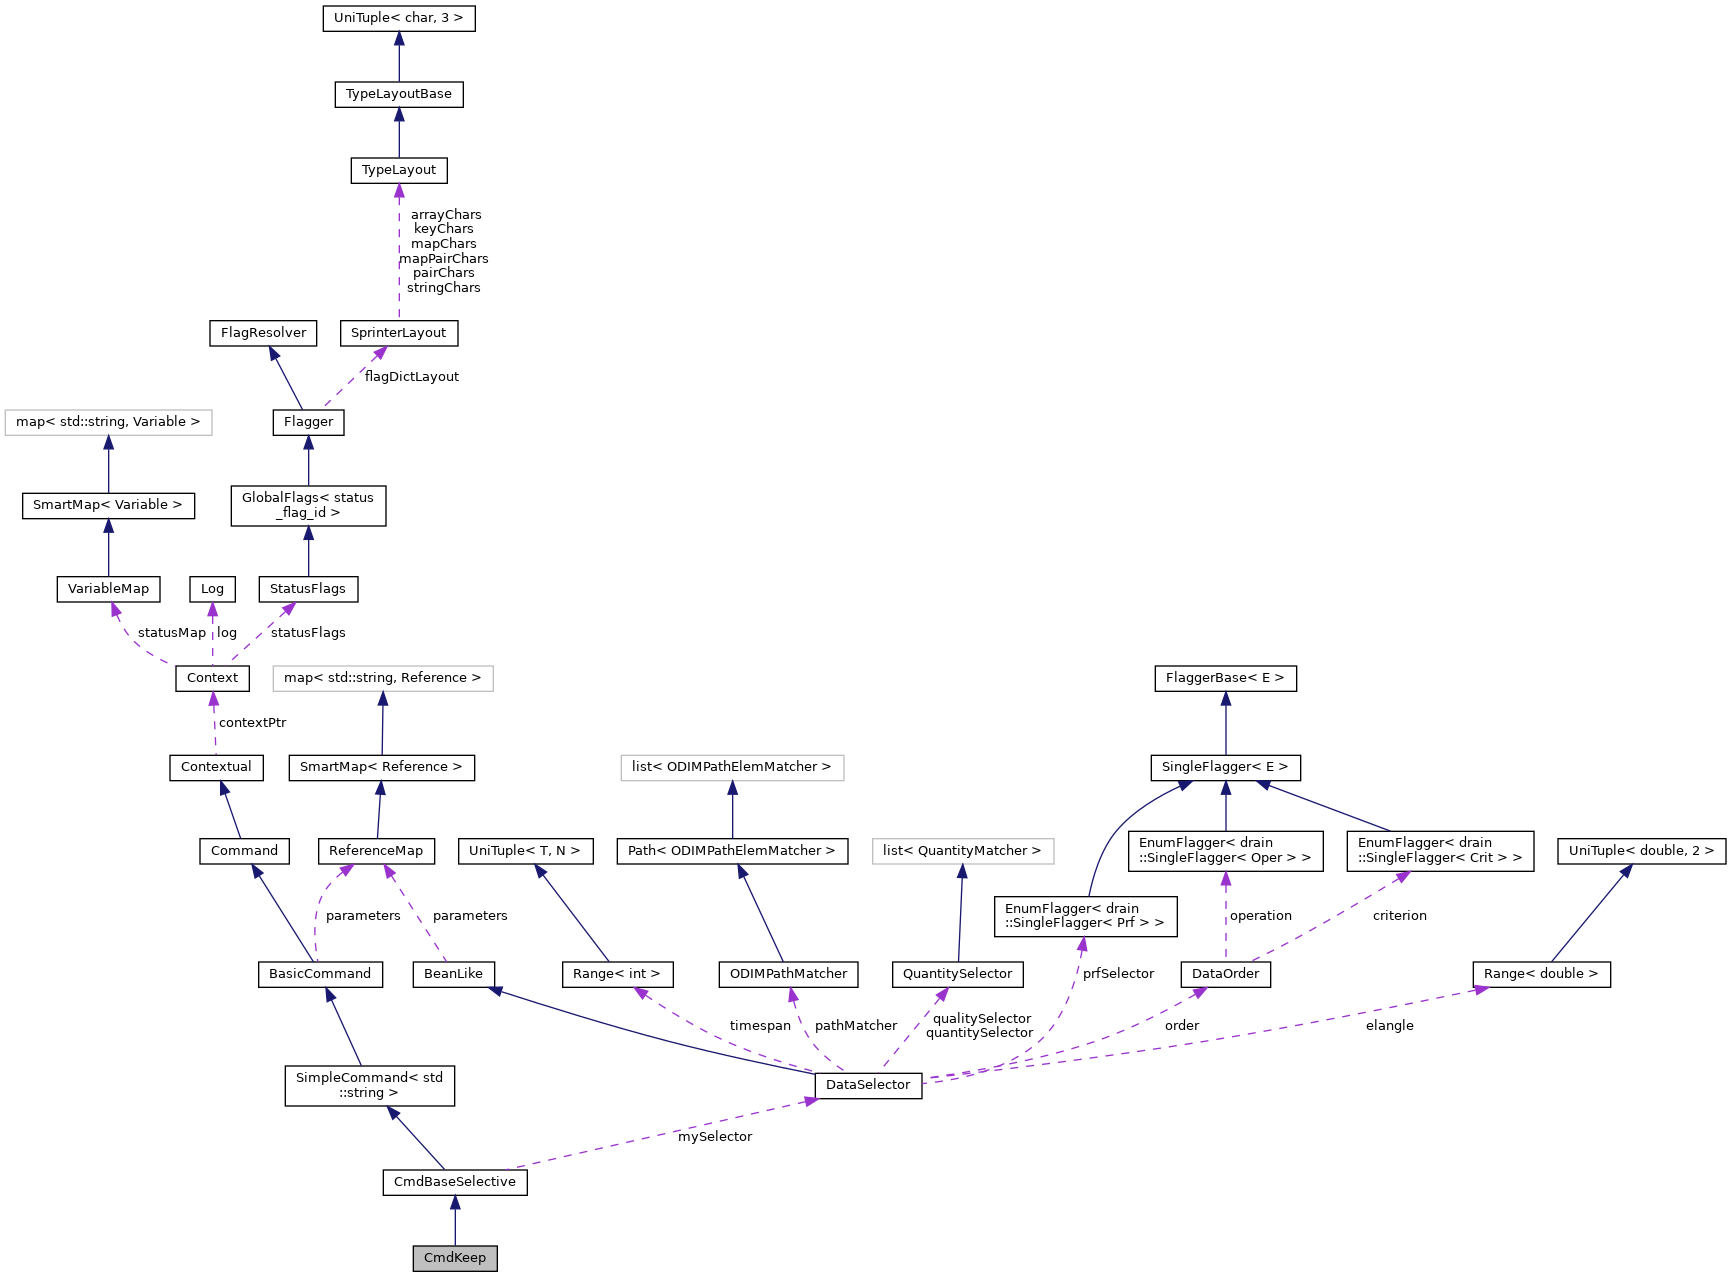 UniTuple< char, 3 >
TypeLayoutBase
TypeLayout
arrayChars
keyChars
mapChars
mapPairChars
pairChars
stringChars
FlagResolver
SprinterLayout
flagDictLayout
map< std::string, Variable >
Flagger
SmartMap< Variable >
GlobalFlags< status
_flag_id >
VariableMap
Log
StatusFlags
statusMap
log
statusFlags
Context
map< std::string, Reference >
FlaggerBase< E >
contextPtr
Contextual
SmartMap< Reference >
list< ODIMPathElemMatcher >
SingleFlagger< E >
Command
ReferenceMap
UniTuple< T, N >
Path< ODIMPathElemMatcher >
list< QuantityMatcher >
EnumFlagger< drain
::SingleFlagger< Oper > >
EnumFlagger< drain
::SingleFlagger< Crit > >
UniTuple< double, 2 >
parameters
parameters
EnumFlagger< drain
::SingleFlagger< Prf > >
operation
criterion
BasicCommand
BeanLike
Range< int >
ODIMPathMatcher
QuantitySelector
prfSelector
DataOrder
Range< double >
timespan
pathMatcher
qualitySelector
quantitySelector
order
elangle
SimpleCommand< std
::string >
DataSelector
mySelector
CmdBaseSelective
CmdKeep